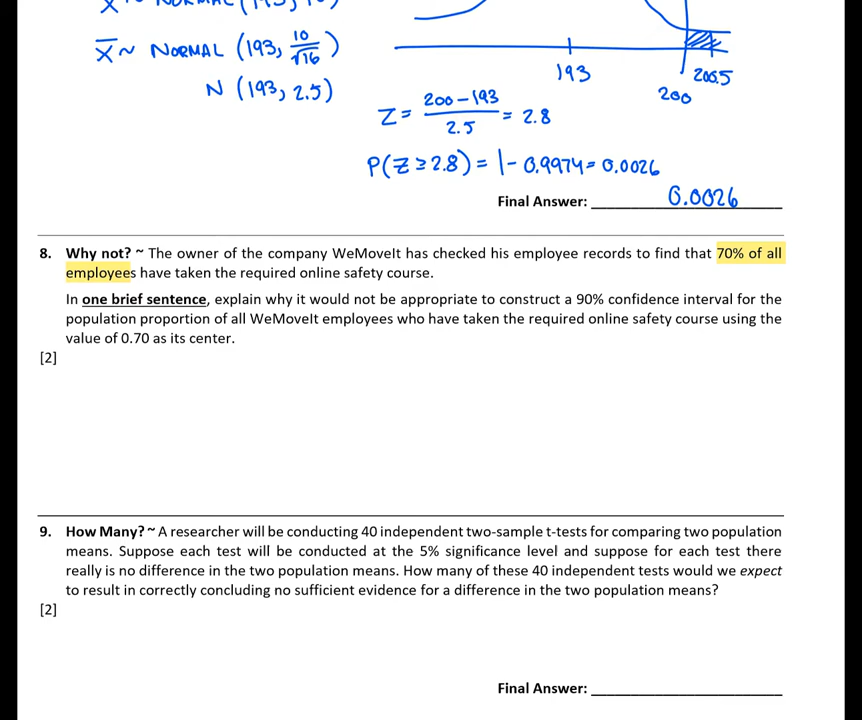 X̄ ~ NORMAL (193, 10/√16)
N (193, 2.5)
193
200
200.5
Z = 200 - 193 / 2.5 = 2.8
P(Z ≥ 2.8) = 1 - 0.9974 = 0.0026
Final Answer: 0.0026
8. Why not? ~ The owner of the company WeMoveIt has checked his employee records to find that 70% of all
employees have taken the required online safety course.
In one brief sentence, explain why it would not be appropriate to construct a 90% confidence interval for the
population proportion of all WeMoveIt employees who have taken the required online safety course using the
value of 0.70 as its center.
[2]
9. How Many? ~ A researcher will be conducting 40 independent two-sample t-tests for comparing two population
means. Suppose each test will be conducted at the 5% significance level and suppose for each test there
really is no difference in the two population means. How many of these 40 independent tests would we expect
to result in correctly concluding no sufficient evidence for a difference in the two population means?
[2]
Final Answer: